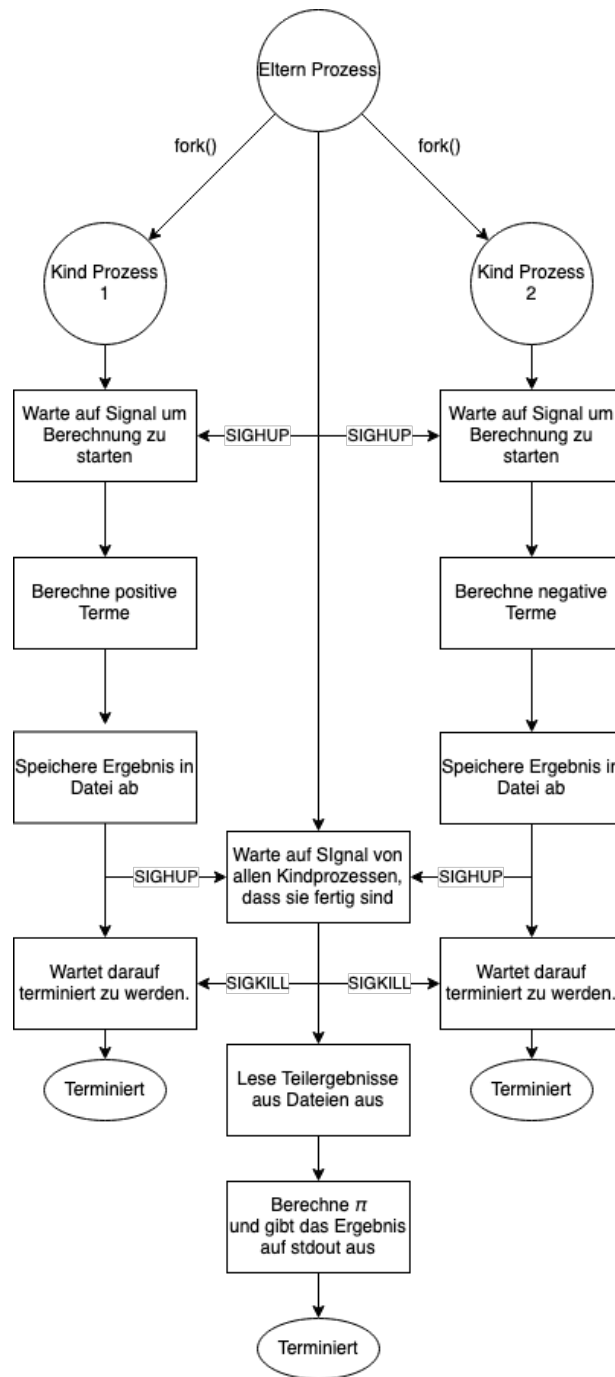 Eltern Prozess
fork()
fork()
Kind Prozess
1
Kind Prozess
2
Warte auf Signal um
Berechnung zu
starten
SIGHUP
SIGHUP
Warte auf Signal um
Berechnung zu
starten
Berechne positive
Terme
Berechne negative
Terme
Speichere Ergebnis in
Datei ab
Speichere Ergebnis in
Datei ab
SIGHUP
Warte auf SIgnal von
allen Kindprozessen,
dass sie fertig sind
SIGHUP
Wartet darauf
terminiert zu werden.
SIGKILL
SIGKILL
Wartet darauf
terminiert zu werden.
Terminiert
Lese Teilergebnisse
aus Dateien aus
Terminiert
Berechne π
und gibt das Ergebnis
auf stdout aus
Terminiert